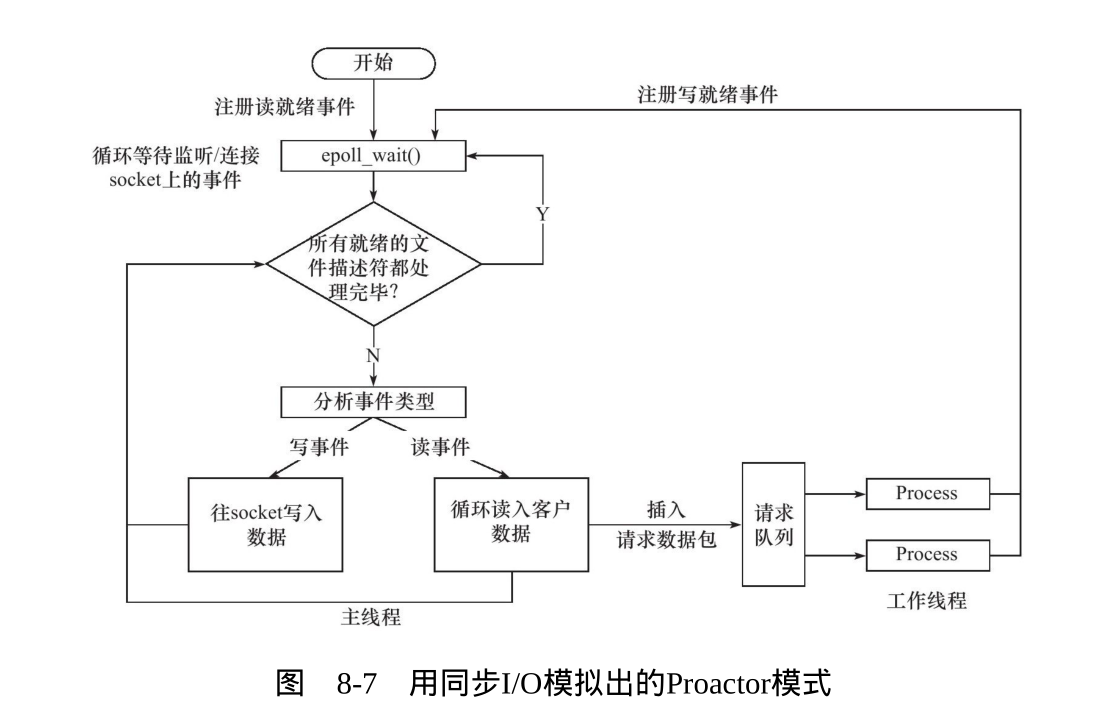 开始
注册读就绪事件
注册写就绪事件
循环等待监听/连接
socket上的事件
epoll_wait()
Y
所有就绪的文
件描述符都处
理完毕?
N
分析事件类型
写事件
读事件
往socket写入
数据
循环读入客户
数据
插入
请求数据包
请求
队列
Process
Process
工作线程
主线程
图 8-7 用同步I/O模拟出的Proactor模式